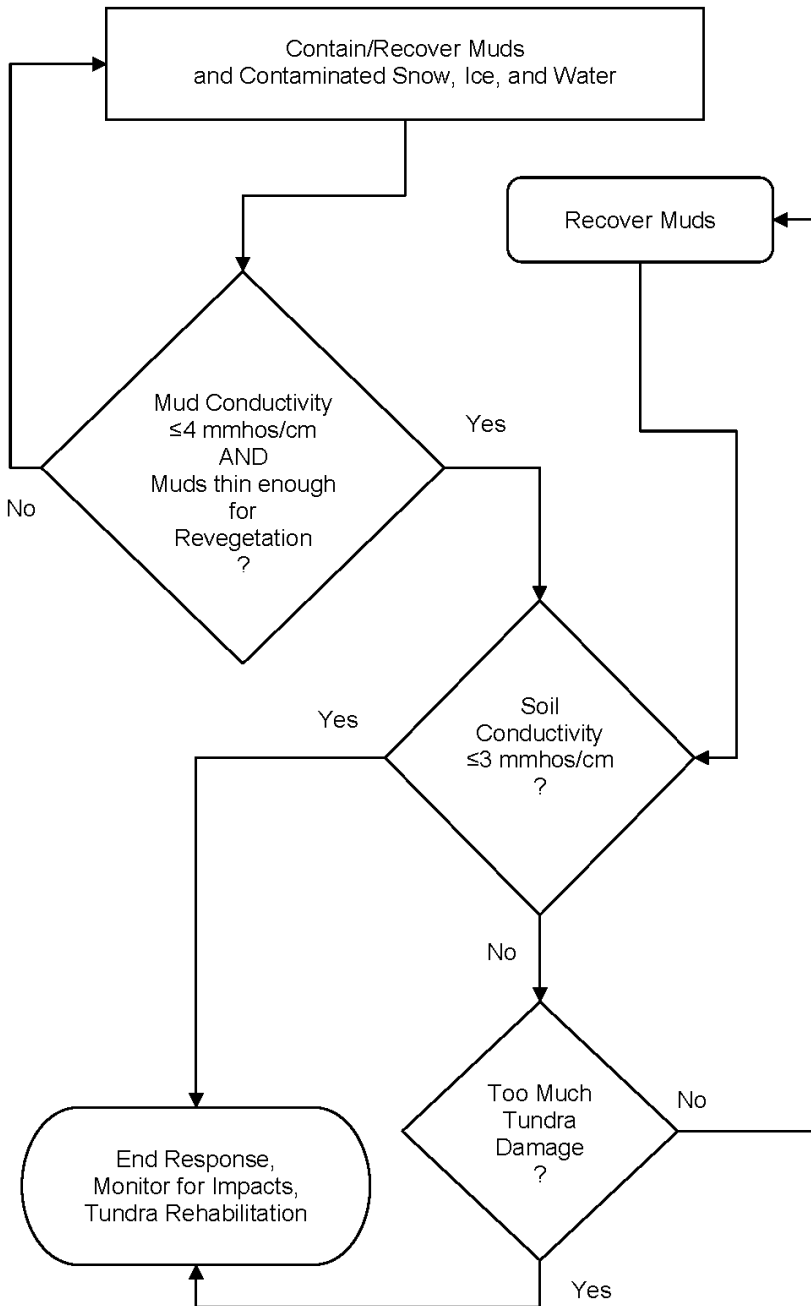 Contain/Recover Muds
and Contaminated Snow, Ice, and Water
Recover Muds
Mud Conductivity
≤4 mmhos/cm
AND
Muds thin enough
for
Revegetation
?
Yes
No
Soil
Conductivity
≤3 mmhos/cm
?
Yes
No
Too Much
Tundra
Damage
?
No
End Response,
Monitor for Impacts,
Tundra Rehabilitation
Yes